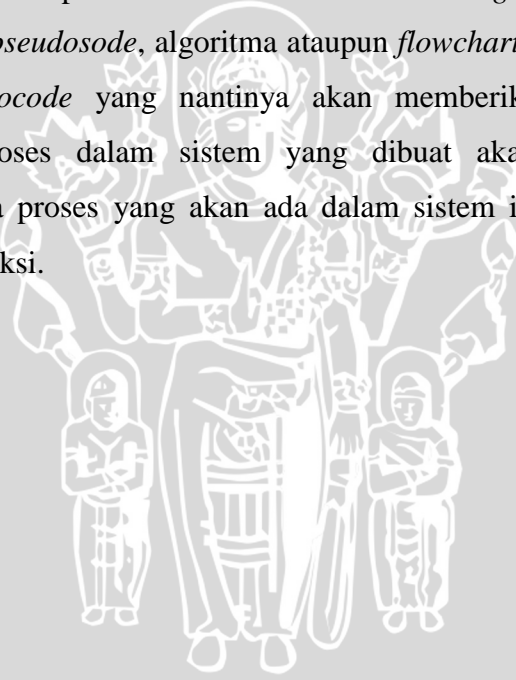 pseudosode, algoritma ataupun flowchart
ocode yang nantinya akan memberik
oses dalam sistem yang dibuat aka
a proses yang akan ada dalam sistem i
ksi.